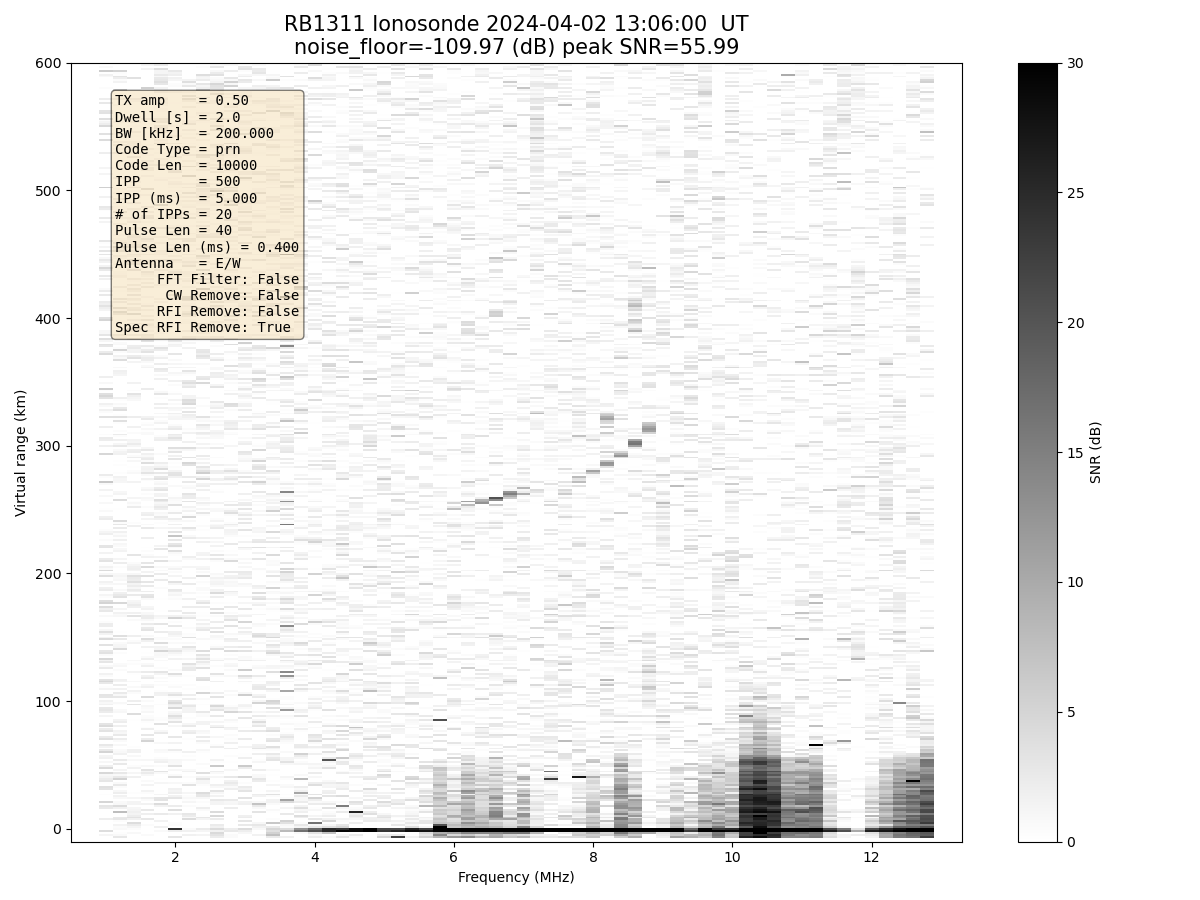 RB1311 Ionosonde 2024-04-02 13:06:00  UT
noise_floor=-109.97 (dB) peak SNR=55.99
TX amp    = 0.50
Dwell [s] = 2.0
BW [kHz]  = 200.000
Code Type = prn
Code Len  = 10000
IPP       = 500
IPP (ms)  = 5.000
# of IPPs = 20
Pulse Len = 40
Pulse Len (ms) = 0.400
Antenna   = E/W
FFT Filter: False
CW Remove: False
RFI Remove: False
Spec RFI Remove: True
Virtual range (km)
600
500
400
300
200
100
0
2 4 6 8 10 12
Frequency (MHz)
30
25
20
15
10
5
0
SNR (dB)